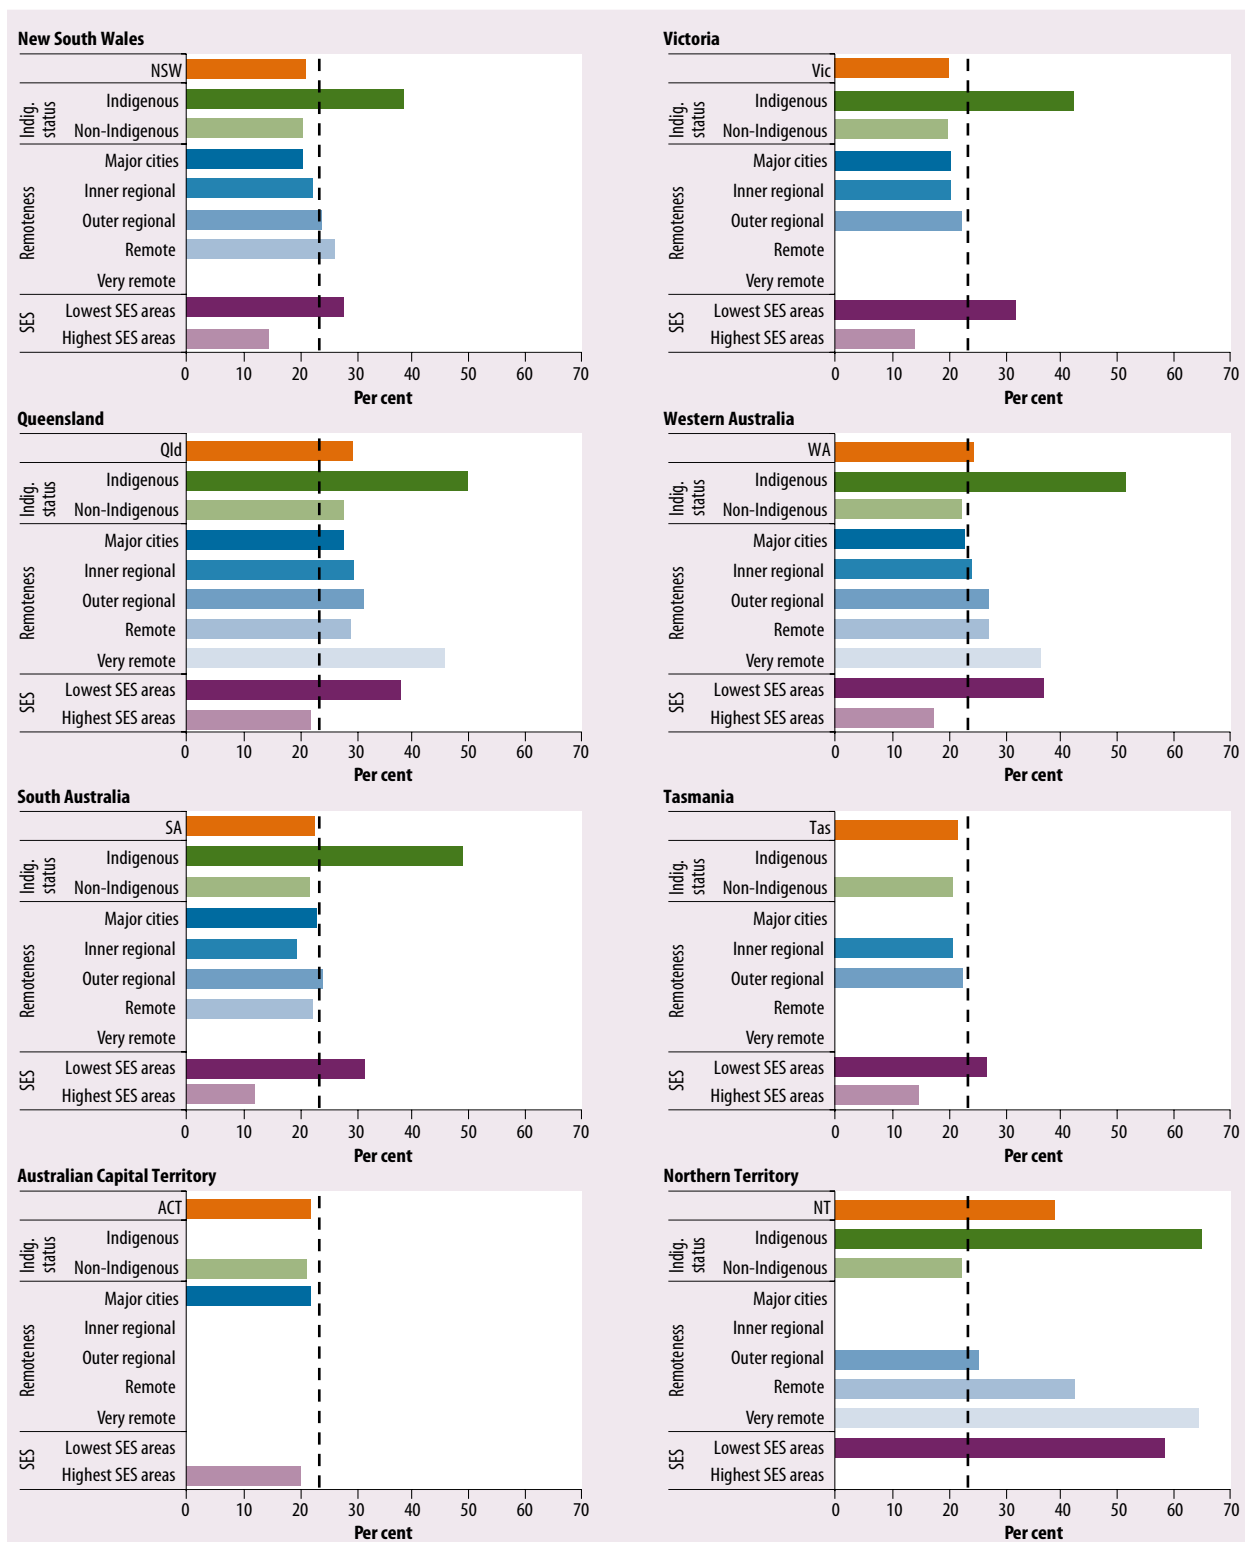 New South Wales
NSW
Indig.
status
Indigenous
Non-Indigenous
Remoteness
Major cities
Inner regional
Outer regional
Remote
Very remote
SES
Lowest SES areas
Highest SES areas
0 10 20 30 40 50 60 70
Per cent
Victoria
Vic
Indig.
status
Indigenous
Non-Indigenous
Remoteness
Major cities
Inner regional
Outer regional
Remote
Very remote
SES
Lowest SES areas
Highest SES areas
0 10 20 30 40 50 60 70
Per cent
Queensland
Qld
Indig.
status
Indigenous
Non-Indigenous
Remoteness
Major cities
Inner regional
Outer regional
Remote
Very remote
SES
Lowest SES areas
Highest SES areas
0 10 20 30 40 50 60 70
Per cent
Western Australia
WA
Indig.
status
Indigenous
Non-Indigenous
Remoteness
Major cities
Inner regional
Outer regional
Remote
Very remote
SES
Lowest SES areas
Highest SES areas
0 10 20 30 40 50 60 70
Per cent
South Australia
SA
Indig.
status
Indigenous
Non-Indigenous
Remoteness
Major cities
Inner regional
Outer regional
Remote
Very remote
SES
Lowest SES areas
Highest SES areas
0 10 20 30 40 50 60 70
Per cent
Tasmania
Tas
Indig.
status
Indigenous
Non-Indigenous
Remoteness
Major cities
Inner regional
Outer regional
Remote
Very remote
SES
Lowest SES areas
Highest SES areas
0 10 20 30 40 50 60 70
Per cent
Australian Capital Territory
ACT
Indig.
status
Indigenous
Non-Indigenous
Remoteness
Major cities
Inner regional
Outer regional
Remote
Very remote
SES
Lowest SES areas
Highest SES areas
0 10 20 30 40 50 60 70
Per cent
Northern Territory
NT
Indig.
status
Indigenous
Non-Indigenous
Remoteness
Major cities
Inner regional
Outer regional
Remote
Very remote
SES
Lowest SES areas
Highest SES areas
0 10 20 30 40 50 60 70
Per cent